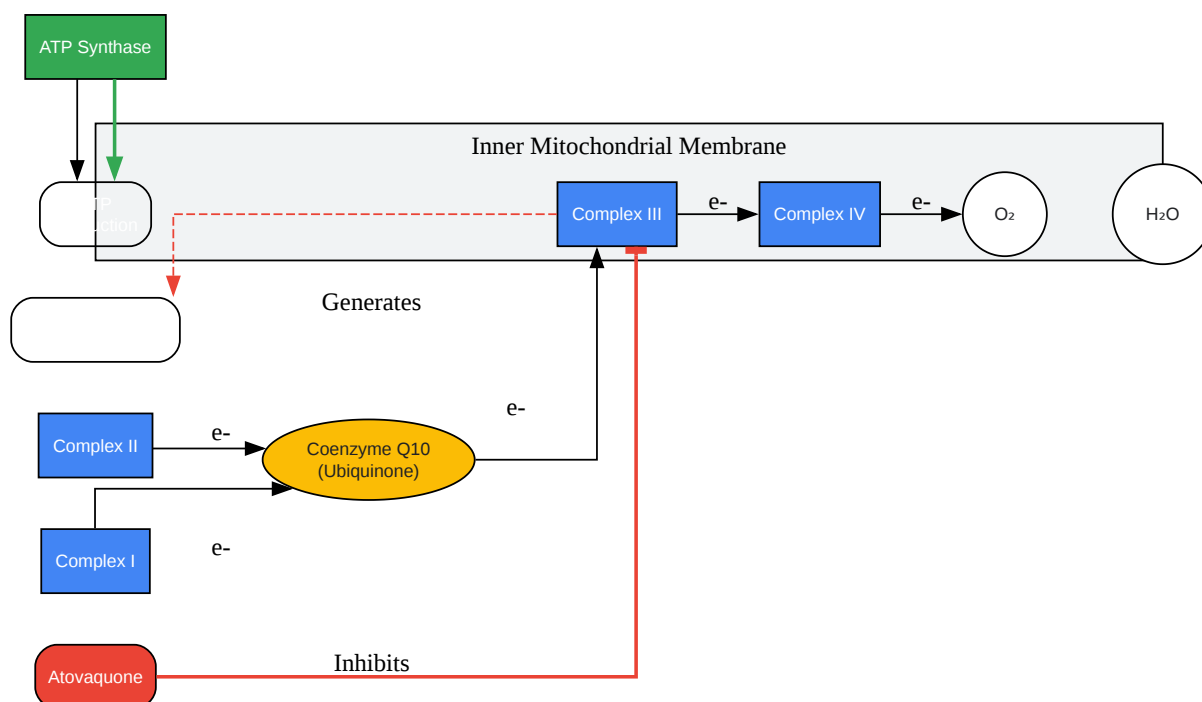 ATP Synthase
Inner Mitochondrial Membrane
Complex III
e-
Complex IV
e-
O₂
H₂O
Generates
e-
Complex II
e-
Coenzyme Q10
(Ubiquinone)
Complex I
e-
Atovaquone
Inhibits